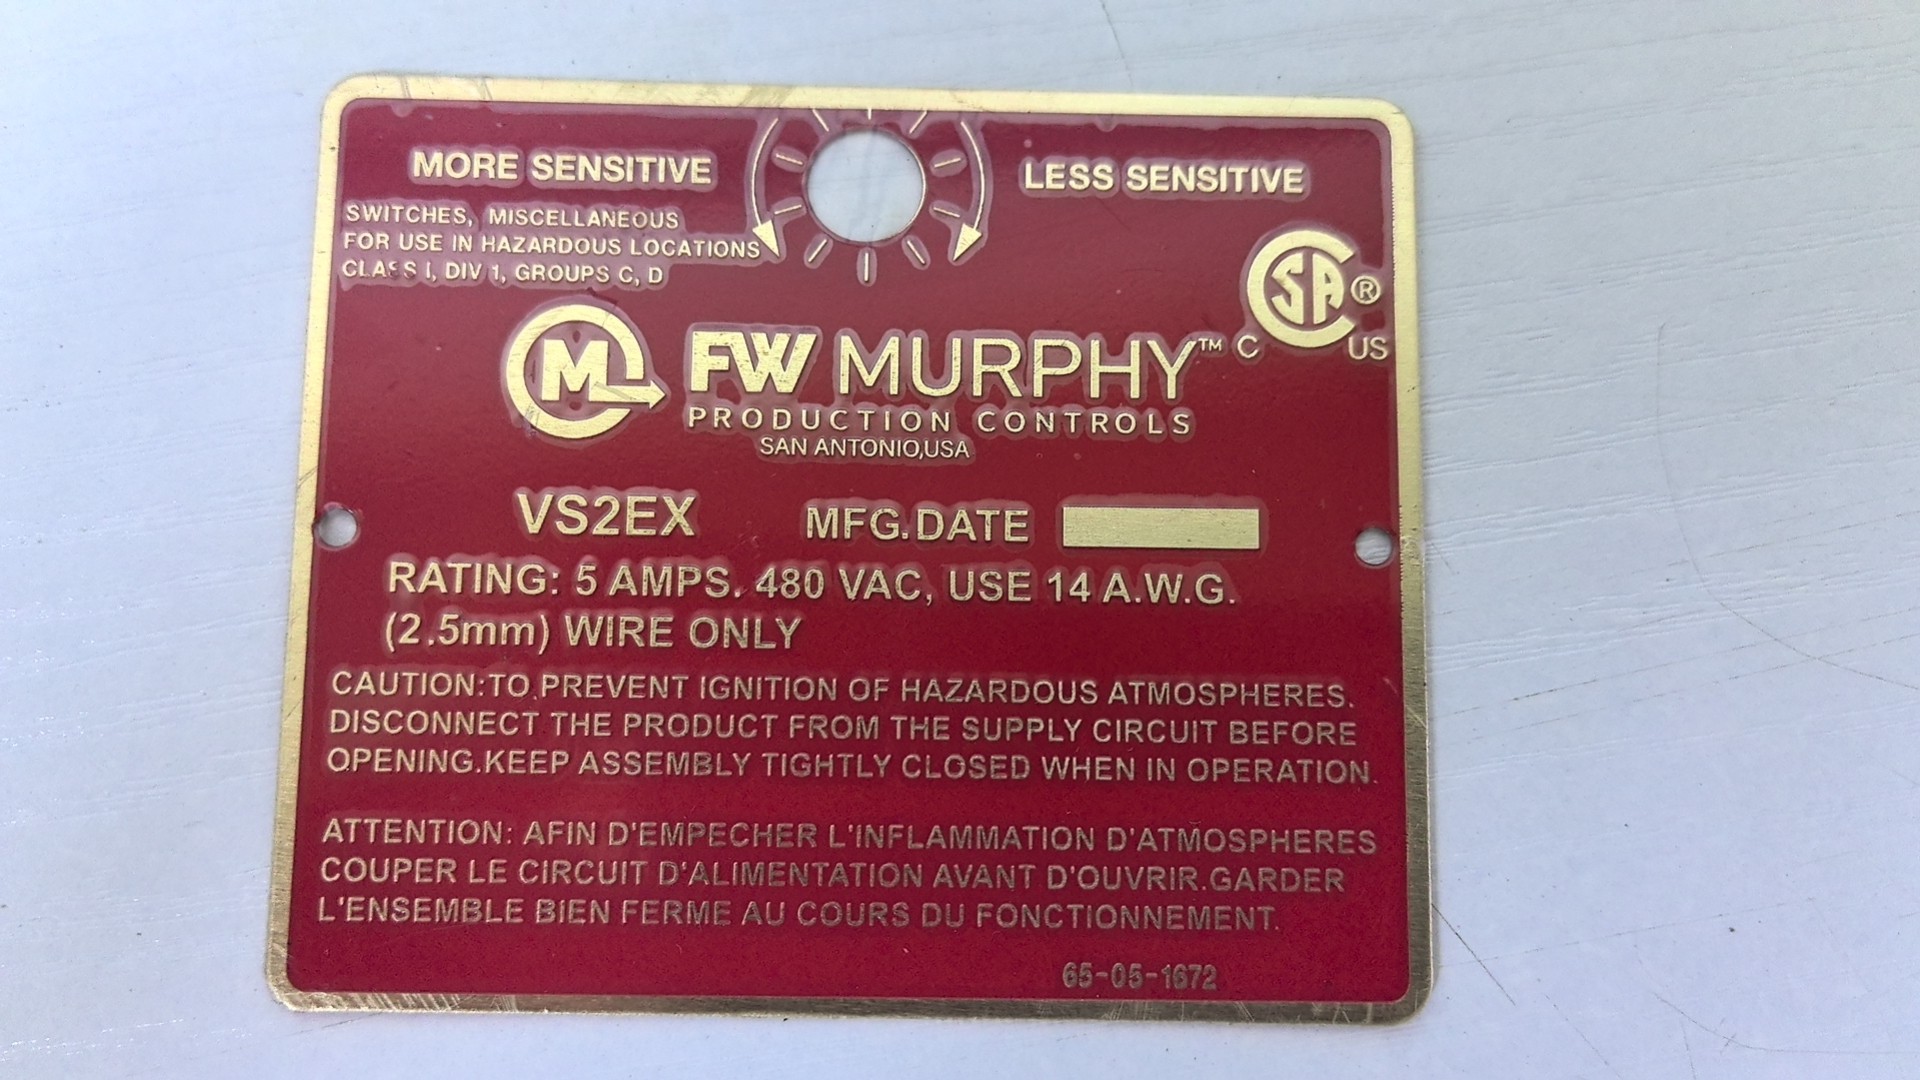 MORE SENSITIVE
LESS SENSITIVE
SWITCHES, MISCELLANEOUS
FOR USE IN HAZARDOUS LOCATIONS
CLASS I, DIV 1, GROUPS C, D
CSA®
C US
M FW MURPHY™
PRODUCTION CONTROLS
SAN ANTONIO,USA
VS2EX MFG.DATE
RATING: 5 AMPS. 480 VAC, USE 14 A.W.G.
(2.5mm) WIRE ONLY
CAUTION:TO PREVENT IGNITION OF HAZARDOUS ATMOSPHERES.
DISCONNECT THE PRODUCT FROM THE SUPPLY CIRCUIT BEFORE
OPENING.KEEP ASSEMBLY TIGHTLY CLOSED WHEN IN OPERATION.
ATTENTION: AFIN D'EMPECHER L'INFLAMMATION D'ATMOSPHERES
COUPER LE CIRCUIT D'ALIMENTATION AVANT D'OUVRIR.GARDER
L'ENSEMBLE BIEN FERME AU COURS DU FONCTIONNEMENT.
65-05-1672